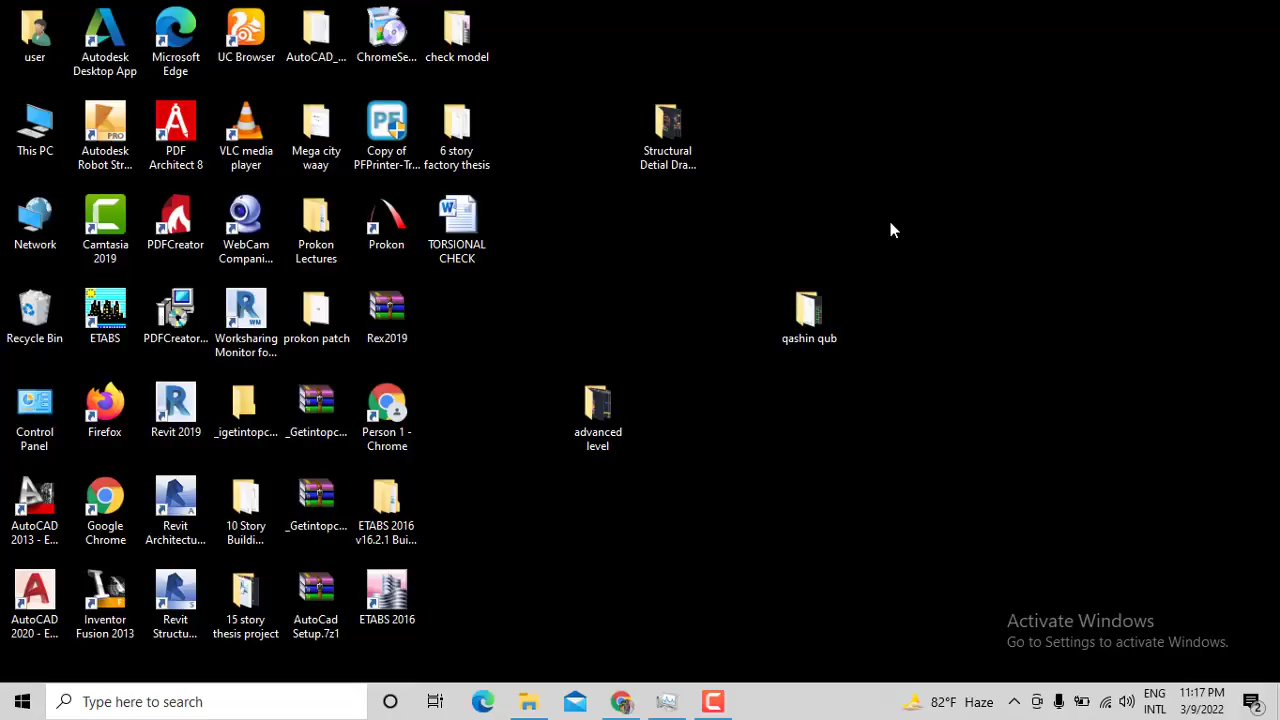 user
Autodesk
Desktop App
Microsoft
Edge
UC Browser
AutoCAD_...
ChromeSe...
check model
This PC
Autodesk
Robot Str...
PDF
Architect 8
VLC media
player
Mega city
waay
Copy of
PFPrinter-Tr...
6 story
factory thesis
Structural
Detial Dra...
Network
Camtasia
2019
PDFCreator
WebCam
Compani...
Prokon
Lectures
Prokon
TORSIONAL
CHECK
Recycle Bin
ETABS
PDFCreator...
Worksharing
Monitor fo...
prokon patch
Rex2019
qashin qub
Control
Panel
Firefox
Revit 2019
_igetintopc...
_Getintopc...
Person 1 -
Chrome
advanced
level
AutoCAD
2013 - E...
Google
Chrome
Revit
Architectu...
10 Story
Buildi...
_Getintopc...
ETABS 2016
v16.2.1 Bui...
AutoCAD
2020 - E...
Inventor
Fusion 2013
Revit
Structu...
15 story
thesis project
AutoCad
Setup.7z1
ETABS 2016
Activate Windows
Go to Settings to activate Windows.
Type here to search
82°F Haze
ENG
INTL
11:17 PM
3/9/2022
2